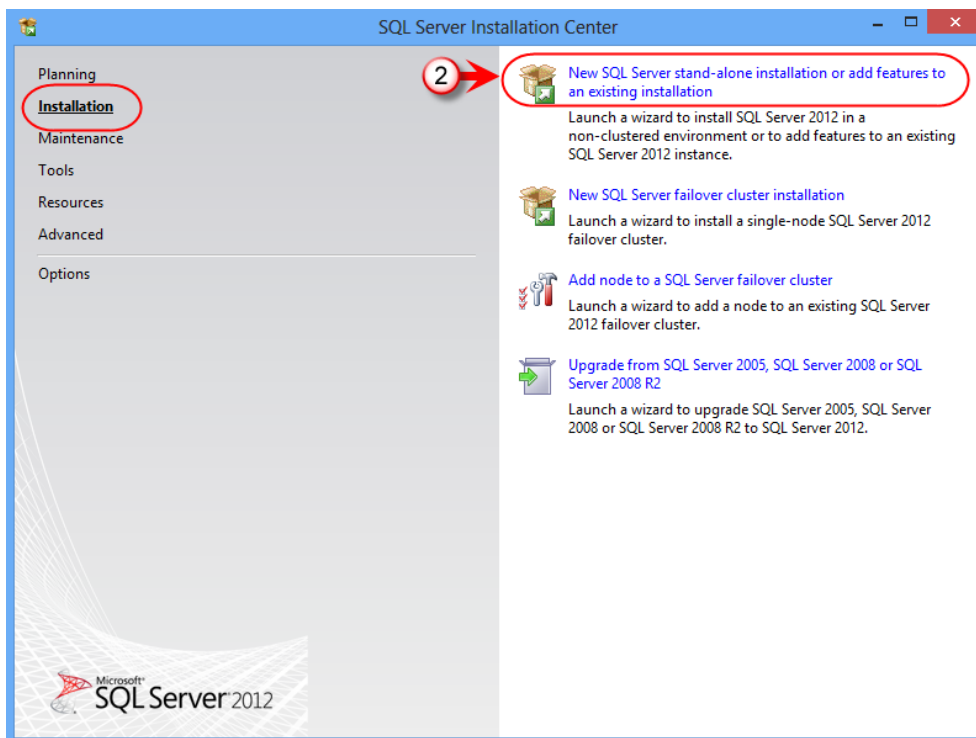 SQL Server Installation Center
Planning
Installation
Maintenance
Tools
Resources
Advanced
Options
2
New SQL Server stand-alone installation or add features to
an existing installation
Launch a wizard to install SQL Server 2012 in a
non-clustered environment or to add features to an existing
SQL Server 2012 instance.
New SQL Server failover cluster installation
Launch a wizard to install a single-node SQL Server 2012
failover cluster.
Add node to a SQL Server failover cluster
Launch a wizard to add a node to an existing SQL Server
2012 failover cluster.
Upgrade from SQL Server 2005, SQL Server 2008 or SQL
Server 2008 R2
Launch a wizard to upgrade SQL Server 2005, SQL Server
2008 or SQL Server 2008 R2 to SQL Server 2012.
Microsoft®
SQL Server 2012